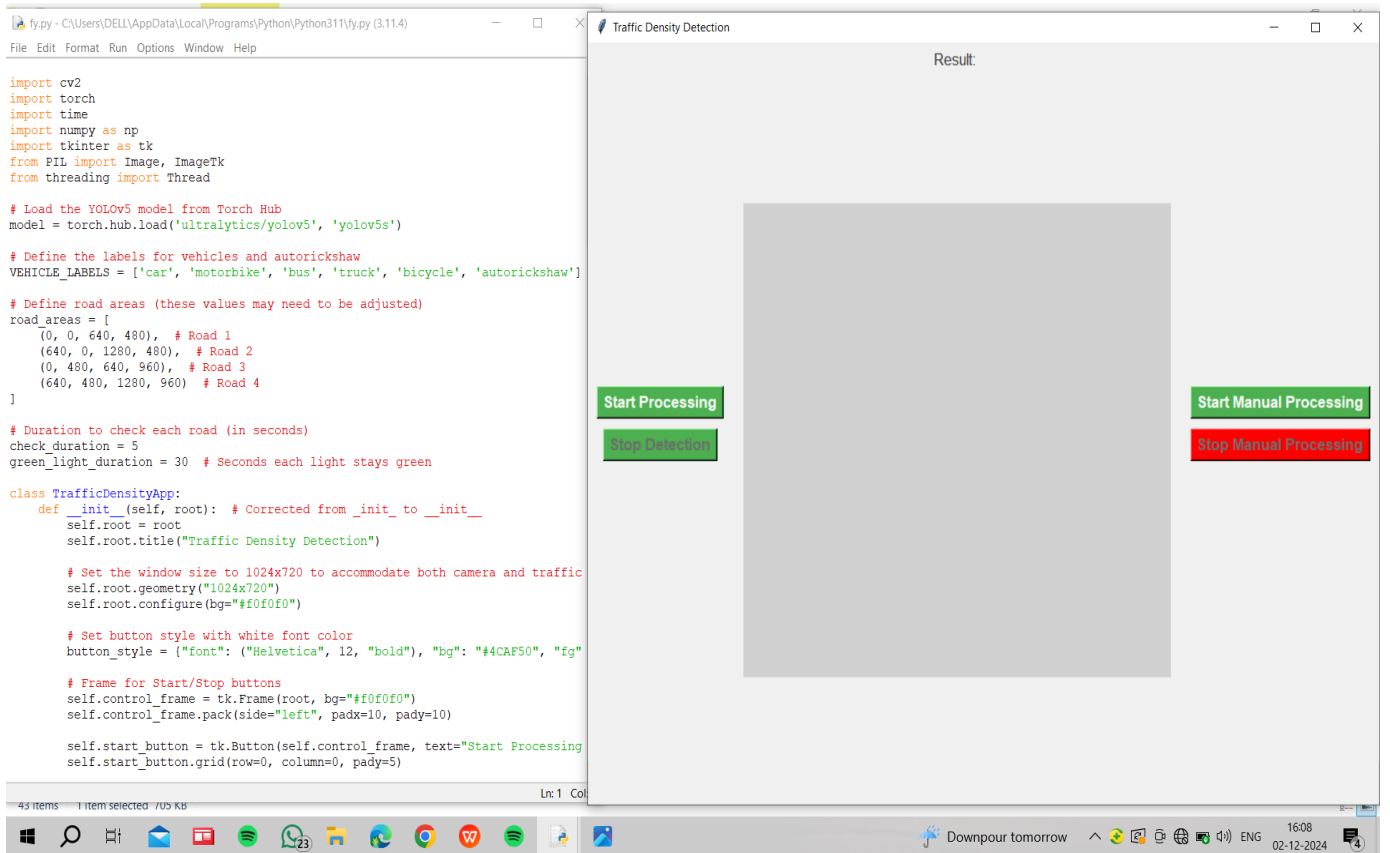 fy.py - C:\Users\DELL\AppData\Local\Programs\Python\Python311\fy.py (3.11.4)
File Edit Format Run Options Window Help
import cv2
import torch
import time
import numpy as np
import tkinter as tk
from PIL import Image, ImageTk
from threading import Thread
# Load the YOLOv5 model from Torch Hub
model = torch.hub.load('ultralytics/yolov5', 'yolov5s')
# Define the labels for vehicles and autorickshaw
VEHICLE_LABELS = ['car', 'motorbike', 'bus', 'truck', 'bicycle', 'autorickshaw']
# Define road areas (these values may need to be adjusted)
road_areas = [
    (0, 0, 640, 480),  # Road 1
    (640, 0, 1280, 480),  # Road 2
    (0, 480, 640, 960),  # Road 3
    (640, 480, 1280, 960)  # Road 4
]
# Duration to check each road (in seconds)
check_duration = 5
green_light_duration = 30  # Seconds each light stays green
class TrafficDensityApp:
    def __init__(self, root):  # Corrected from _init_ to __init__
        self.root = root
        self.root.title("Traffic Density Detection")
        # Set the window size to 1024x720 to accommodate both camera and traffic
        self.root.geometry("1024x720")
        self.root.configure(bg="#f0f0f0")
        # Set button style with white font color
        button_style = {"font": ("Helvetica", 12, "bold"), "bg": "#4CAF50", "fg"
        # Frame for Start/Stop buttons
        self.control_frame = tk.Frame(root, bg="#f0f0f0")
        self.control_frame.pack(side="left", padx=10, pady=10)
        self.start_button = tk.Button(self.control_frame, text="Start Processing
        self.start_button.grid(row=0, column=0, pady=5)
Ln: 1 Col:
43 items 1 item selected 705 KB
Traffic Density Detection
Result:
Start Processing
Stop Detection
Start Manual Processing
Stop Manual Processing
23
Downpour tomorrow
ENG
16:08
02-12-2024
4